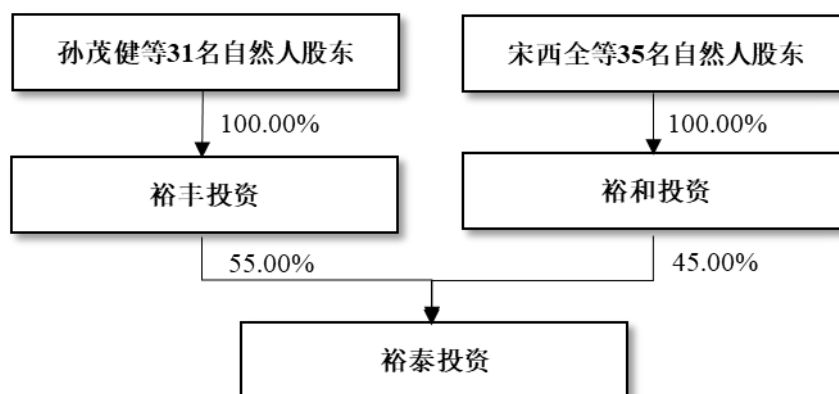 孙茂健等31名自然人股东
宋西全等35名自然人股东
100.00%
100.00%
裕丰投资
裕和投资
55.00%
45.00%
裕泰投资